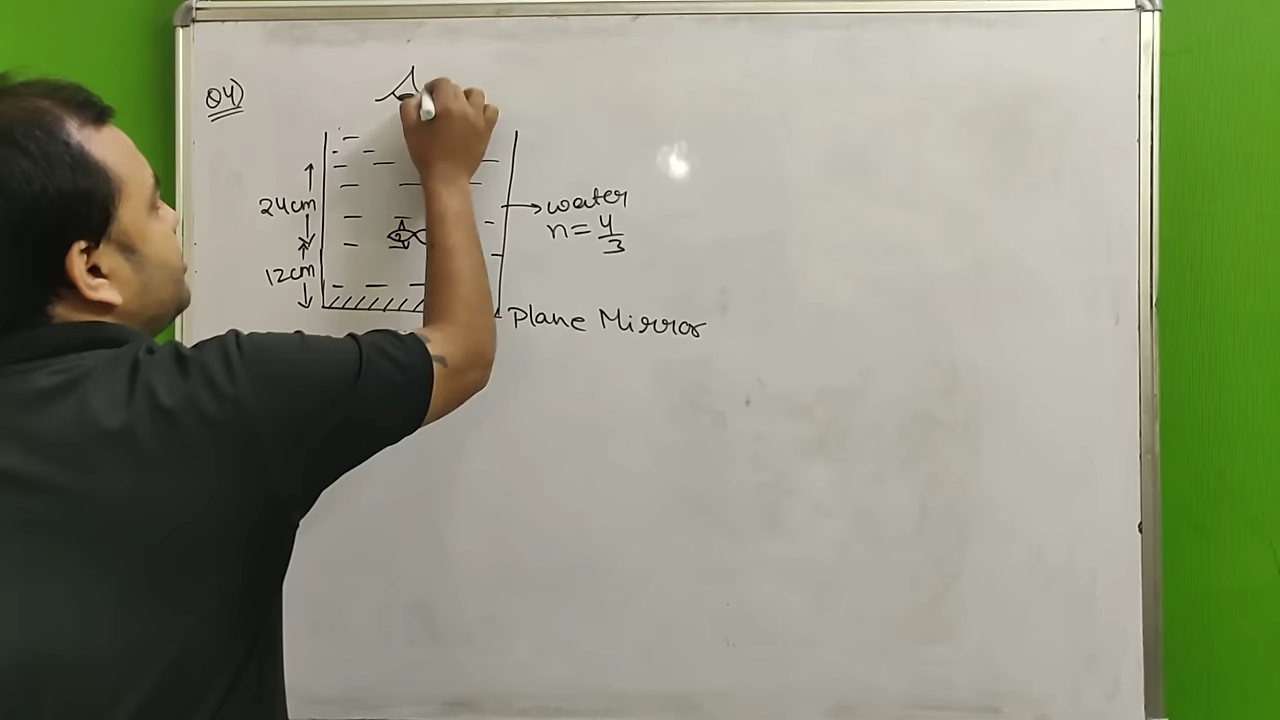 Q4)
24cm
12cm
water
n = 4/3
Plane Mirror